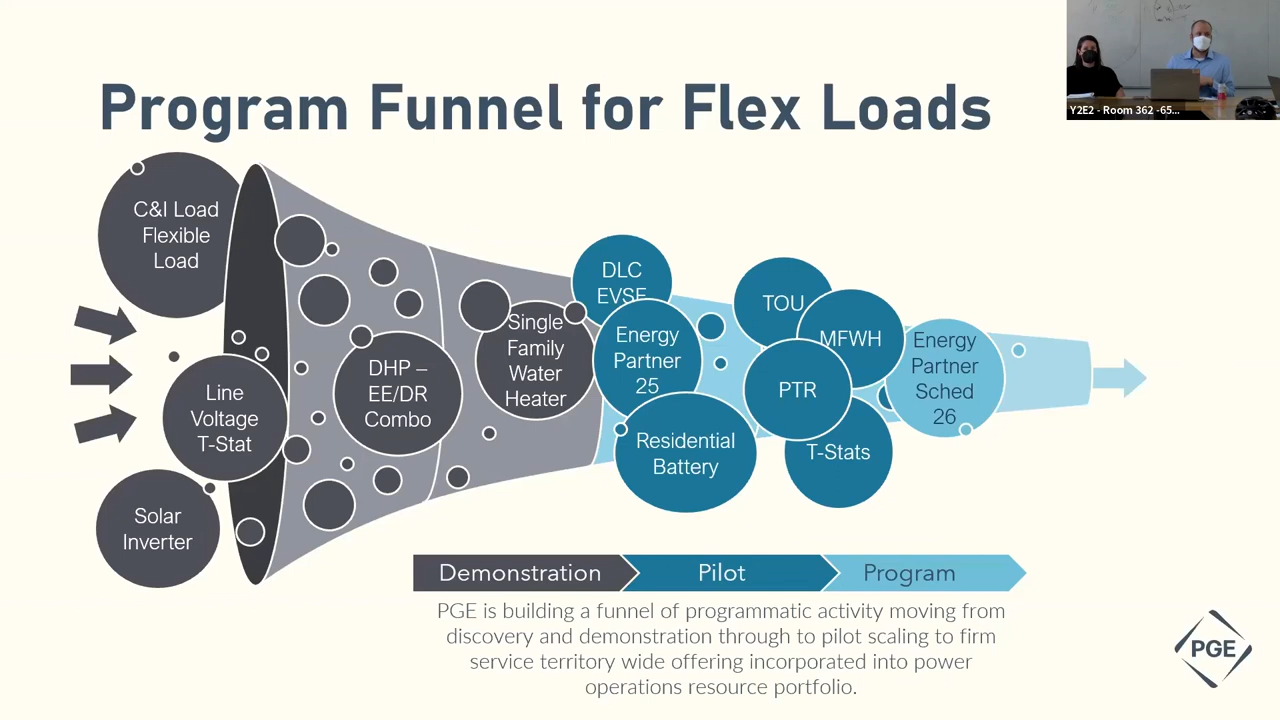 Program Funnel for Flex Loads
Y2E2 - Room 362 -65...
C&I Load
Flexible
Load
Line
Voltage
T-Stat
Solar
Inverter
DHP –
EE/DR
Combo
Single
Family
Water
Heater
DLC
EVSE
Energy
Partner
25
Residential
Battery
TOU
MFWH
PTR
T-Stats
Energy
Partner
Sched
26
Demonstration
Pilot
Program
PGE is building a funnel of programmatic activity moving from
discovery and demonstration through to pilot scaling to firm
service territory wide offering incorporated into power
operations resource portfolio.
PGE